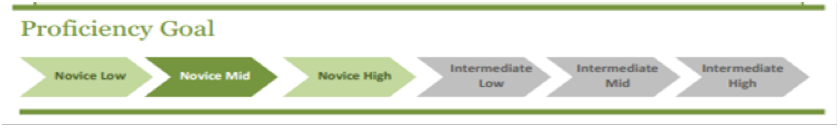 Proficiency Goal
Novice Low
Novice Mid
Novice High
Intermediate
Low
Intermediate
Mid
Intermediate
High